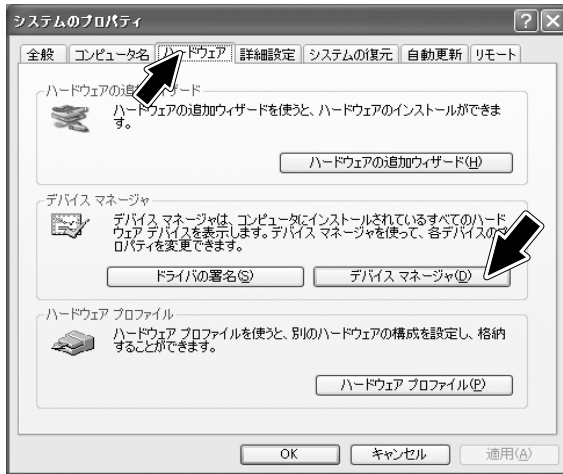 システムのプロパティ
全般 コンピュータ名 ハードウェア 詳細設定 システムの復元 自動更新 リモート
ハードウェアの追加ウィザード
ハードウェアの追加ウィザードを使うと、ハードウェアのインストールができま
す。
ハードウェアの追加ウィザード(H)
デバイス マネージャ
デバイス マネージャは、コンピュータにインストールされているすべてのハード
ウェア デバイスを表示します。デバイス マネージャを使って、各デバイスのプ
ロパティを変更できます。
ドライバの署名(S) デバイス マネージャ(D)
ハードウェア プロファイル
ハードウェア プロファイルを使うと、別のハードウェアの構成を設定し、格納
することができます。
ハードウェア プロファイル(P)
OK キャンセル 適用(A)